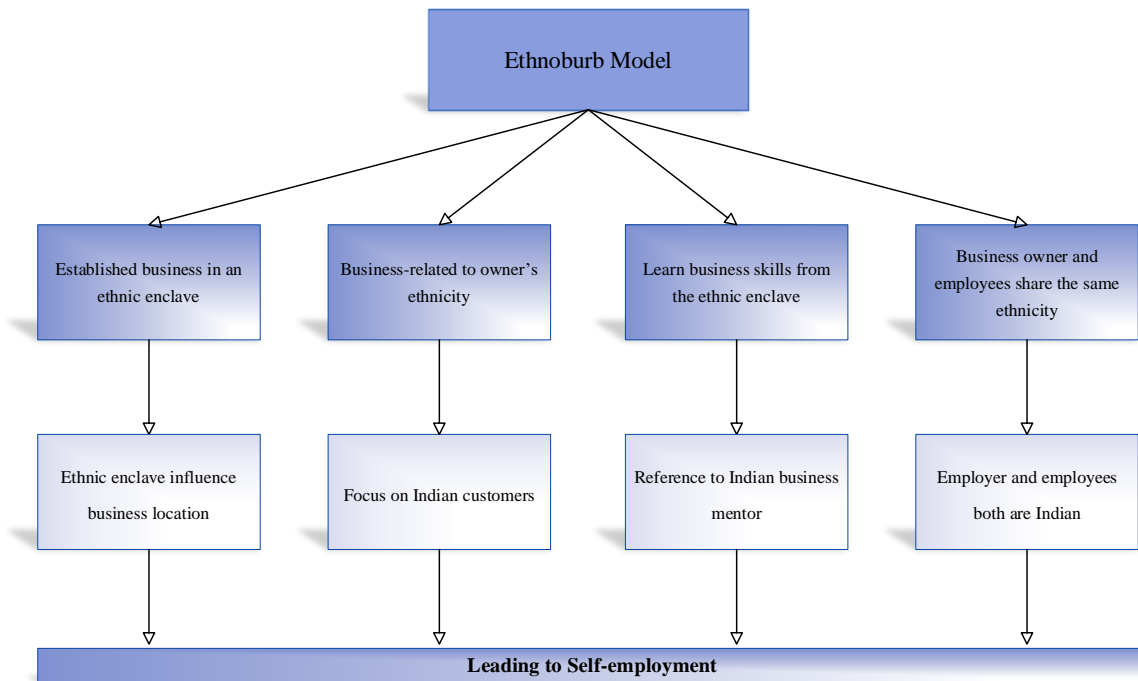 Ethnoburb Model
Established business in an
ethnic enclave
Business-related to owner’s
ethnicity
Learn business skills from
the ethnic enclave
Business owner and
employees share the same
ethnicity
Ethnic enclave influence
business location
Focus on Indian customers
Reference to Indian business
mentor
Employer and employees
both are Indian
Leading to Self-employment